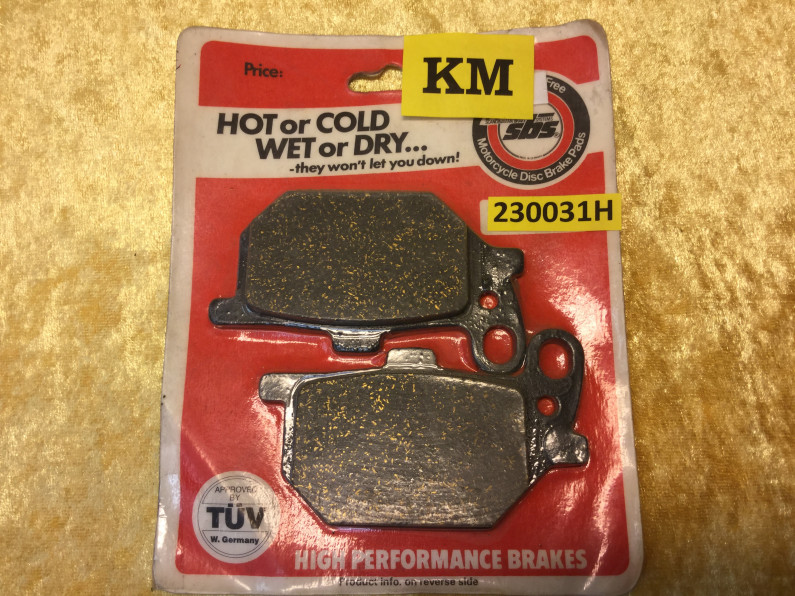 Price:
KM
HOT or COLD
WET or DRY...
-they won't let you down!
Free
sbs
Motorcycle Disc Brake Pads
230031H
APPROVED
BY
TÜV
W. Germany
HIGH PERFORMANCE BRAKES
Product info. on reverse side